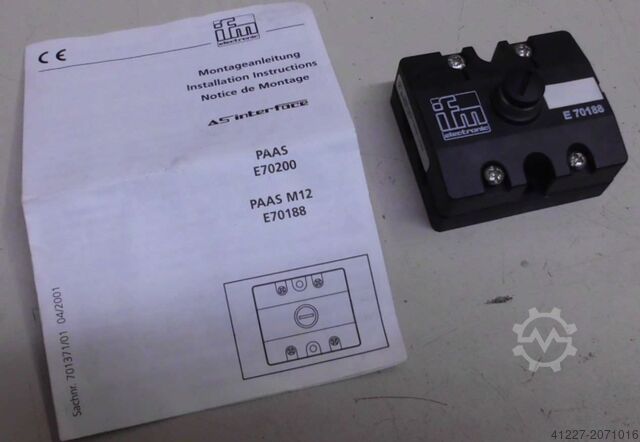 CE
ifm
electronic
Montageanleitung
Installation Instructions
Notice de Montage
AS interface
PAAS
E70200
PAAS M12
E70188
Sachnr. 701371/01 04/2001
ifm
electronic
E 70188
41227-2071016